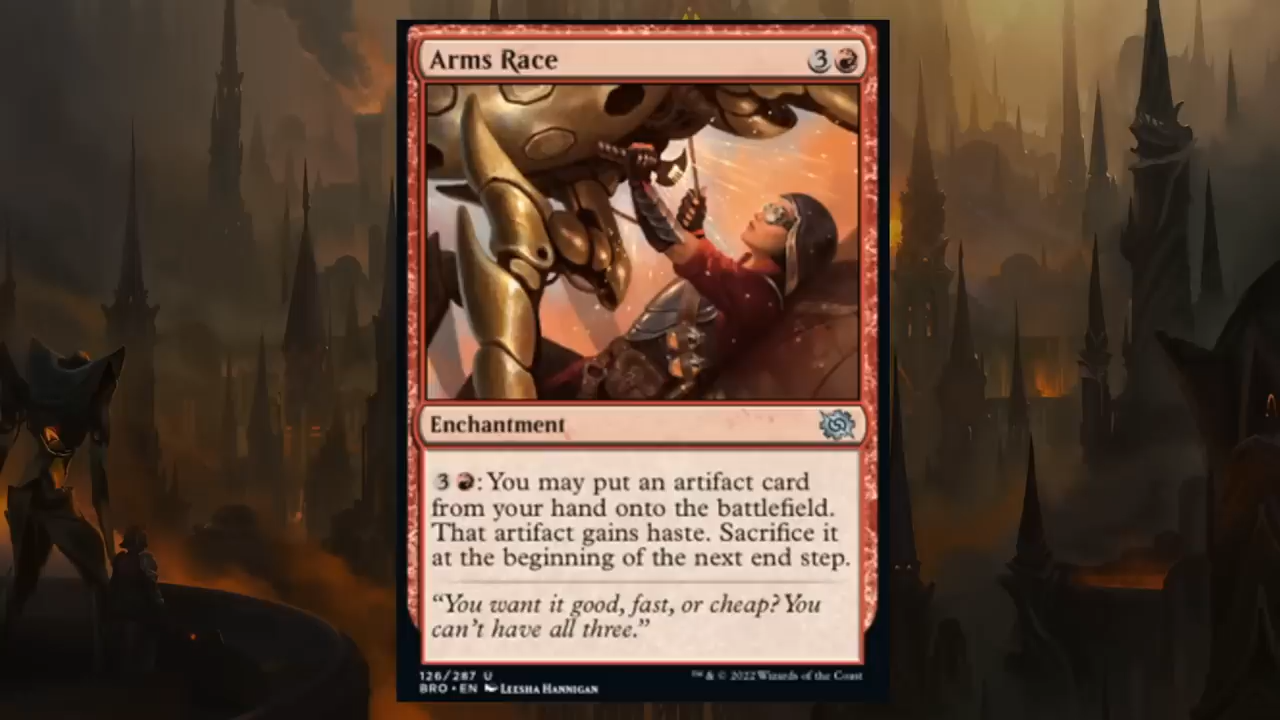 Arms Race 3
Enchantment
3 : You may put an artifact card
from your hand onto the battlefield.
That artifact gains haste. Sacrifice it
at the beginning of the next end step.
“You want it good, fast, or cheap? You
can’t have all three.”
126/287 U
BRO • EN LEESHA HANNIGAN
™ & © 2022 Wizards of the Coast